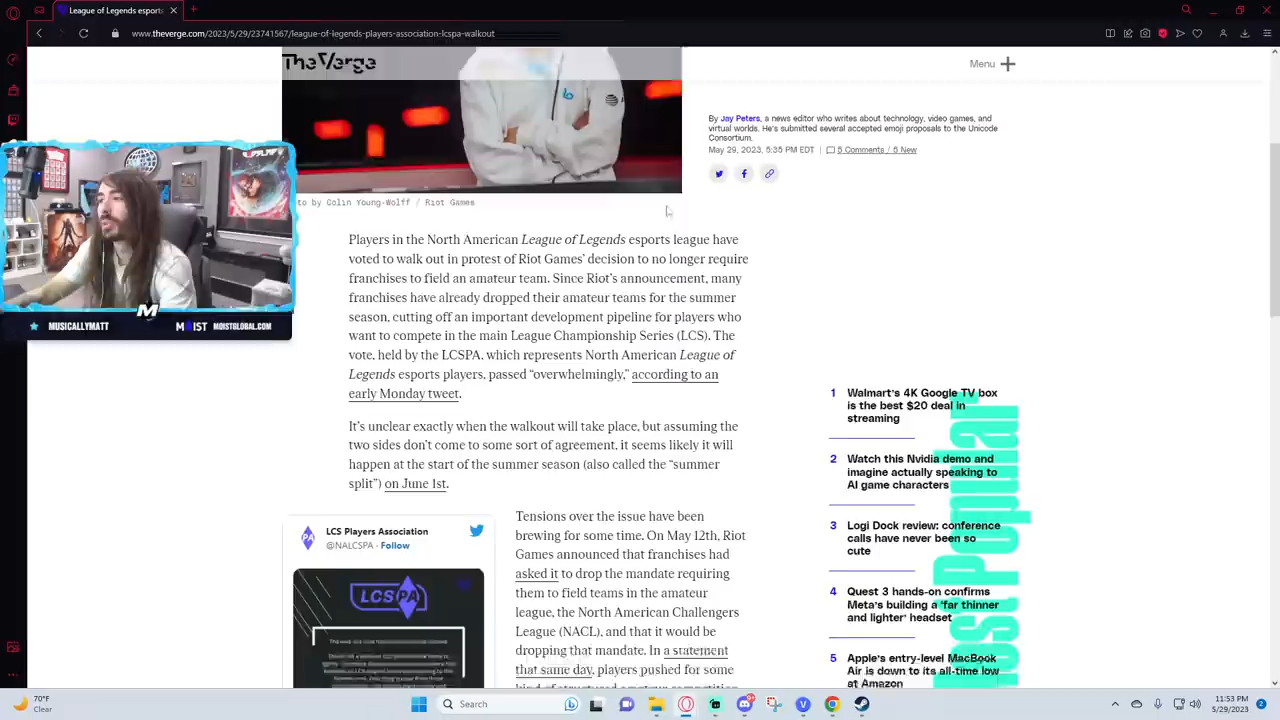 League of Legends esports
www.theverge.com/2023/5/29/23741567/league-of-legends-players-association-lcspa-walkout
TheVerge
Menu
By Jay Peters, a news editor who writes about technology, video games, and
virtual worlds. He's submitted several accepted emoji proposals to the Unicode
Consortium.
May 29, 2023, 5:35 PM EDT | 5 Comments / 5 New
to by Colin Young-Wolff / Riot Games
Players in the North American League of Legends esports league have
voted to walk out in protest of Riot Games' decision to no longer require
franchises to field an amateur team. Since Riot's announcement, many
franchises have already dropped their amateur teams for the summer
season, cutting off an important development pipeline for players who
want to compete in the main League Championship Series (LCS). The
vote, held by the LCSPA, which represents North American League of
Legends esports players, passed "overwhelmingly," according to an
early Monday tweet.
It's unclear exactly when the walkout will take place, but assuming the
two sides don't come to some sort of agreement, it seems likely it will
happen at the start of the summer season (also called the "summer
split") on June 1st.
Tensions over the issue have been
brewing for some time. On May 12th, Riot
Games announced that franchises had
asked it to drop the mandate requiring
them to field teams in the amateur
league, the North American Challengers
League (NACL), and that it would be
dropping that mandate. In a statement
that same day, players pushed for some
LCS Players Association
@NALCSPA · Follow
PA
LCSPA
MUSICALLYMATT
M
MOIST MOISTGLOBAL.COM
Most Popular
1 Walmart's 4K Google TV box
is the best $20 deal in
streaming
2 Watch this Nvidia demo and
imagine actually speaking to
AI game characters
3 Logi Dock review: conference
calls have never been so
cute
4 Quest 3 hands-on confirms
Meta's building a 'far thinner
and lighter' headset
5 Apple's entry-level MacBook
Air is down to its all-time low
at Amazon
70°F
Clear
Search
11:53 PM
5/29/2023